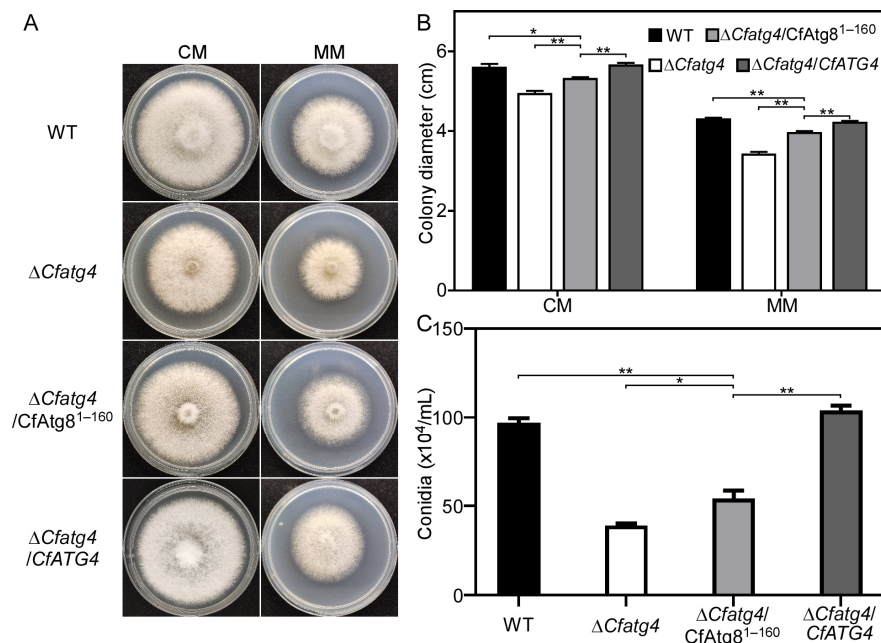 A
CM MM
WT
ΔCfatg4
ΔCfatg4
/CfAtg8¹⁻¹⁶⁰
ΔCfatg4
/CfATG4
B
Colony diameter (cm)
6
4
2
0
WT ΔCfatg4/CfAtg8¹⁻¹⁶⁰
ΔCfatg4 ΔCfatg4/CfATG4
* ** **
** ** **
CM MM
C
Conidia (x10⁴/mL)
150
100
50
0
** * **
WT ΔCfatg4 ΔCfatg4/ ΔCfatg4/
CfAtg8¹⁻¹⁶⁰ CfATG4